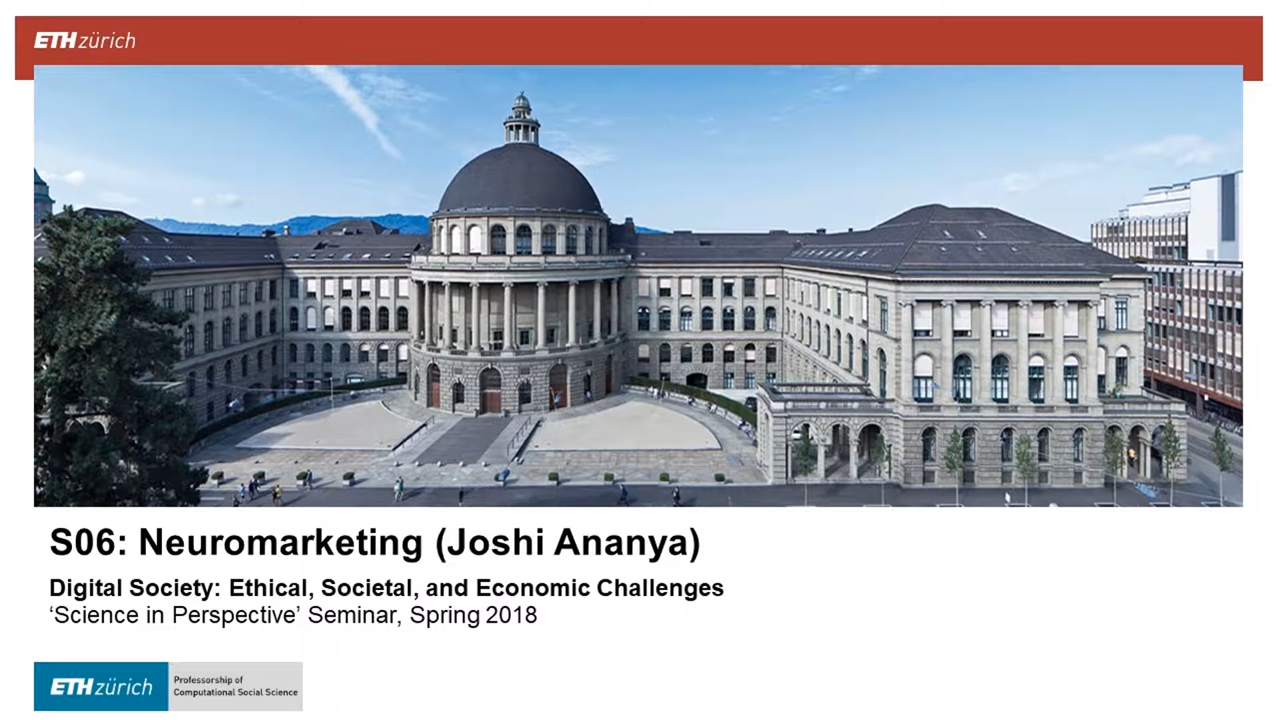 ETH zürich
S06: Neuromarketing (Joshi Ananya)
Digital Society: Ethical, Societal, and Economic Challenges
‘Science in Perspective’ Seminar, Spring 2018
ETH zürich
Professorship of
Computational Social Science